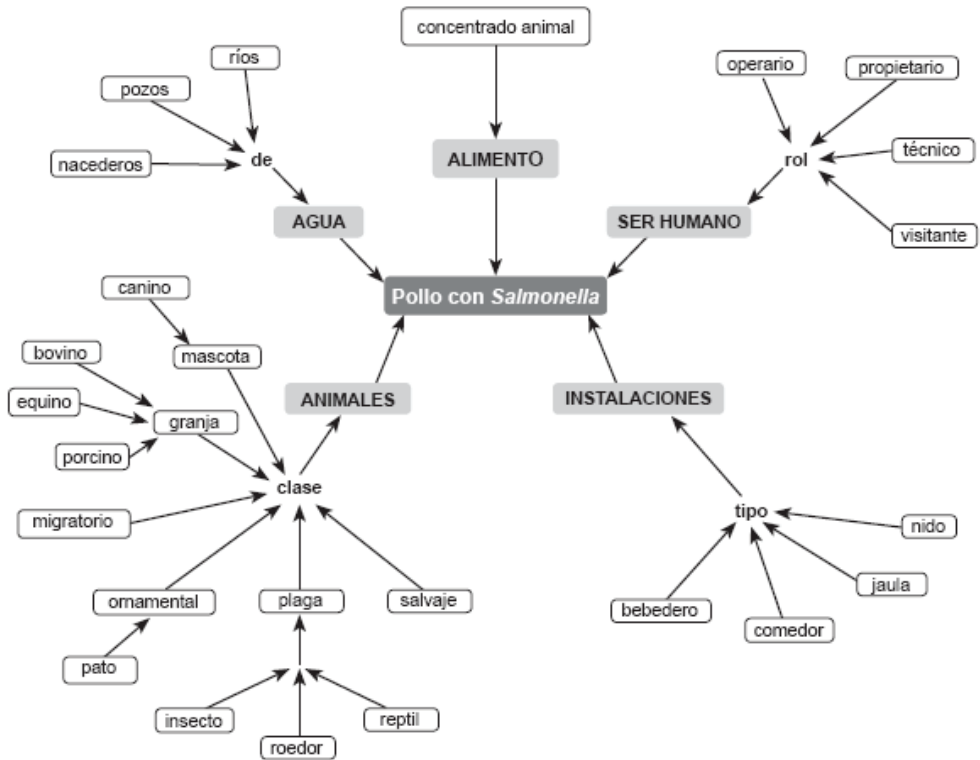 concentrado animal
ríos
pozos
nacederos
de
AGUA
ALIMENTO
operario
propietario
rol
técnico
visitante
SER HUMANO
Pollo con Salmonella
canino
mascota
bovino
equino
granja
porcino
ANIMALES
clase
migratorio
ornamental
pato
plaga
salvaje
insecto
roedor
reptil
INSTALACIONES
tipo
nido
jaula
bebedero
comedor